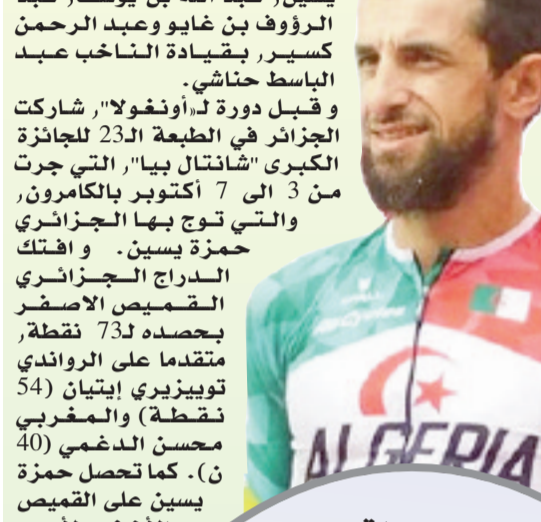 الرؤوف بن غايو وعبد الرحمن
كسير, بقيادة الناخب عبد
الباسط حناشي.
و قبل دورة لـ«أونغولا", شاركت
الجزائر في الطبعة الـ23 للجائزة
الكبرى "شانتال بيا", التي جرت
من 3 الى 7 أكتوبر بالكامرون,
والتي توج بها الجزائري
حمزة يسين. و افتك
الدراج الجزائري
القميص الاصفر
بحصده لـ73 نقطة,
متقدما على الرواندي
توييزيري إيتيان (54
نقطة) والمغربي
محسن الدغمي (40
ن). كما تحصل حمزة
يسين على القميص
ALGERIA